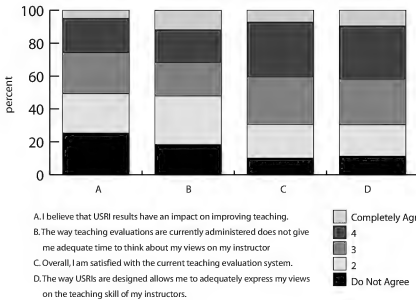 100
80
60
40
20
0
percent
A B C D
A. I believe that USRI results have an impact on improving teaching.
B. The way teaching evaluations are currently administered does not give
me adequate time to think about my views on my instructor
C. Overall, I am satisfied with the current teaching evaluation system.
D. The way USRIs are designed allows me to adequately express my views
on the teaching skill of my instructors.
Completely Agr
4
3
2
Do Not Agree